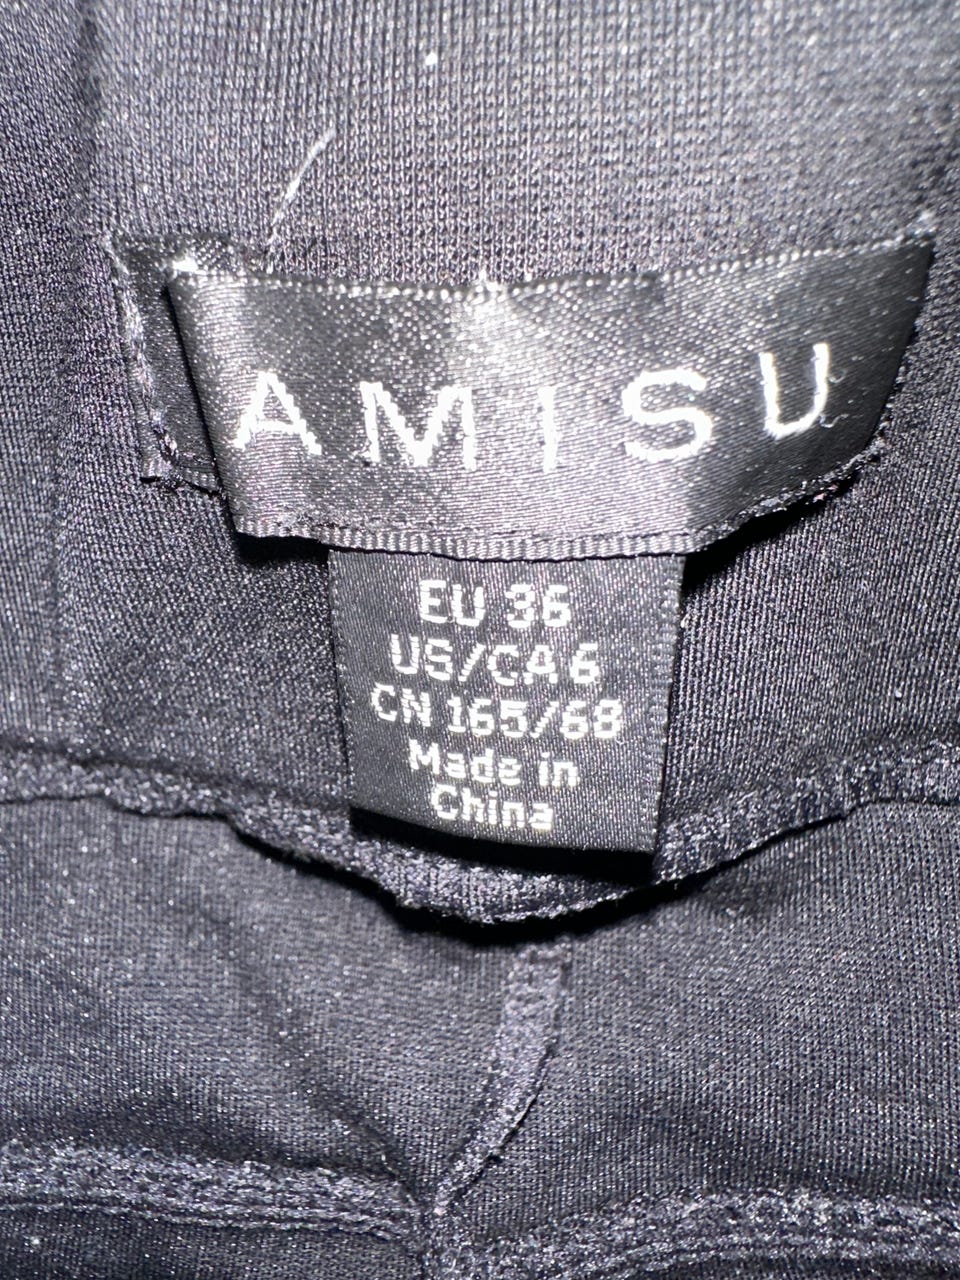 AMISU
EU 36
US/CA 6
CN 165/68
Made in
China